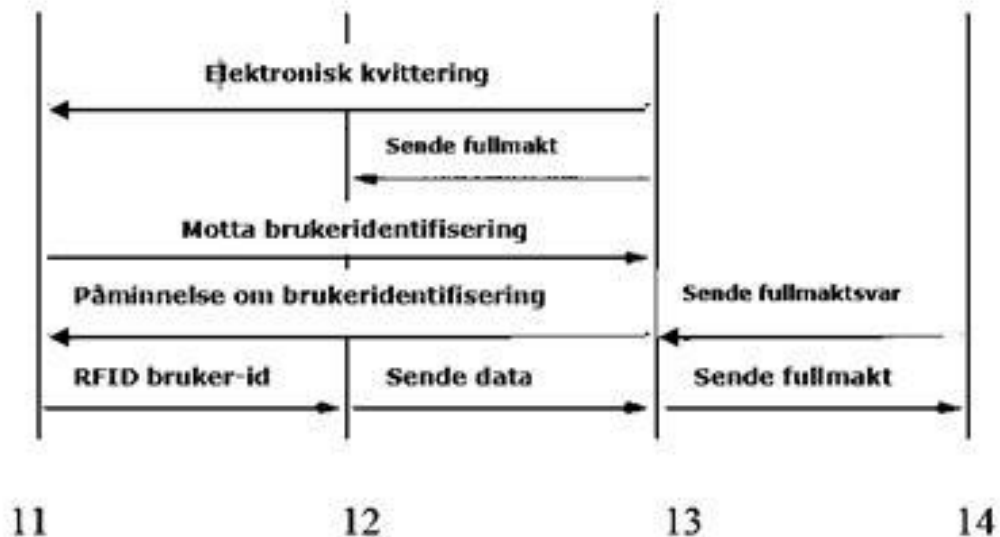 Elektronisk kvittering
Sende fullmakt
Motta brukeridentifisering
Påminnelse om brukeridentifisering
Sende fullmaktsvar
RFID bruker-id
Sende data
Sende fullmakt
11
12
13
14